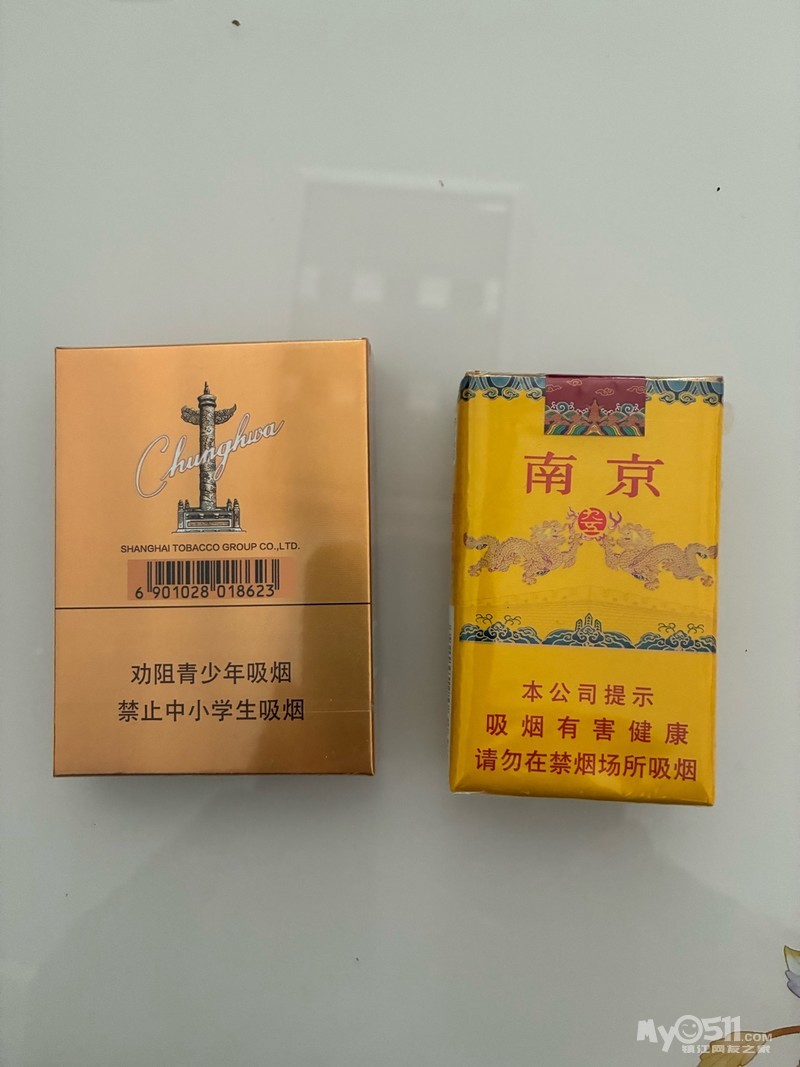 Chunghwa
SHANGHAI TOBACCO GROUP CO.,LTD.
6 901028 018623
劝阻青少年吸烟
禁止中小学生吸烟
南京
本公司提示
吸烟有害健康
请勿在禁烟场所吸烟
My0511.COM
镇江网友之家